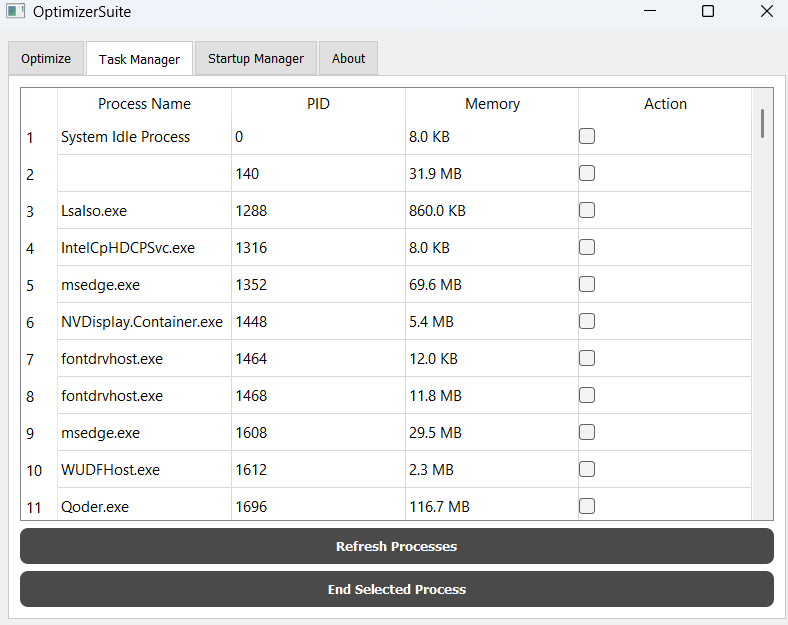 OptimizerSuite
Optimize Task Manager Startup Manager About
Process Name PID Memory Action
1 System Idle Process 0 8.0 KB
2 140 31.9 MB
3 LsaIso.exe 1288 860.0 KB
4 IntelCpHDCPSvc.exe 1316 8.0 KB
5 msedge.exe 1352 69.6 MB
6 NVDisplay.Container.exe 1448 5.4 MB
7 fontdrvhost.exe 1464 12.0 KB
8 fontdrvhost.exe 1468 11.8 MB
9 msedge.exe 1608 29.5 MB
10 WUDFHost.exe 1612 2.3 MB
11 Qoder.exe 1696 116.7 MB
Refresh Processes
End Selected Process